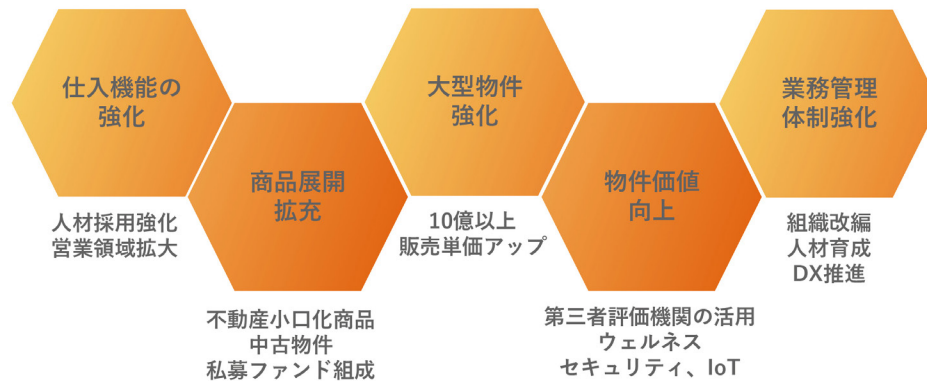 仕入機能の
強化
人材採用強化
営業領域拡大
商品展開
拡充
不動産小口化商品
中古物件
私募ファンド組成
大型物件
強化
10億以上
販売単価アップ
物件価値
向上
第三者評価機関の活用
ウェルネス
セキュリティ、IoT
業務管理
体制強化
組織改編
人材育成
DX推進